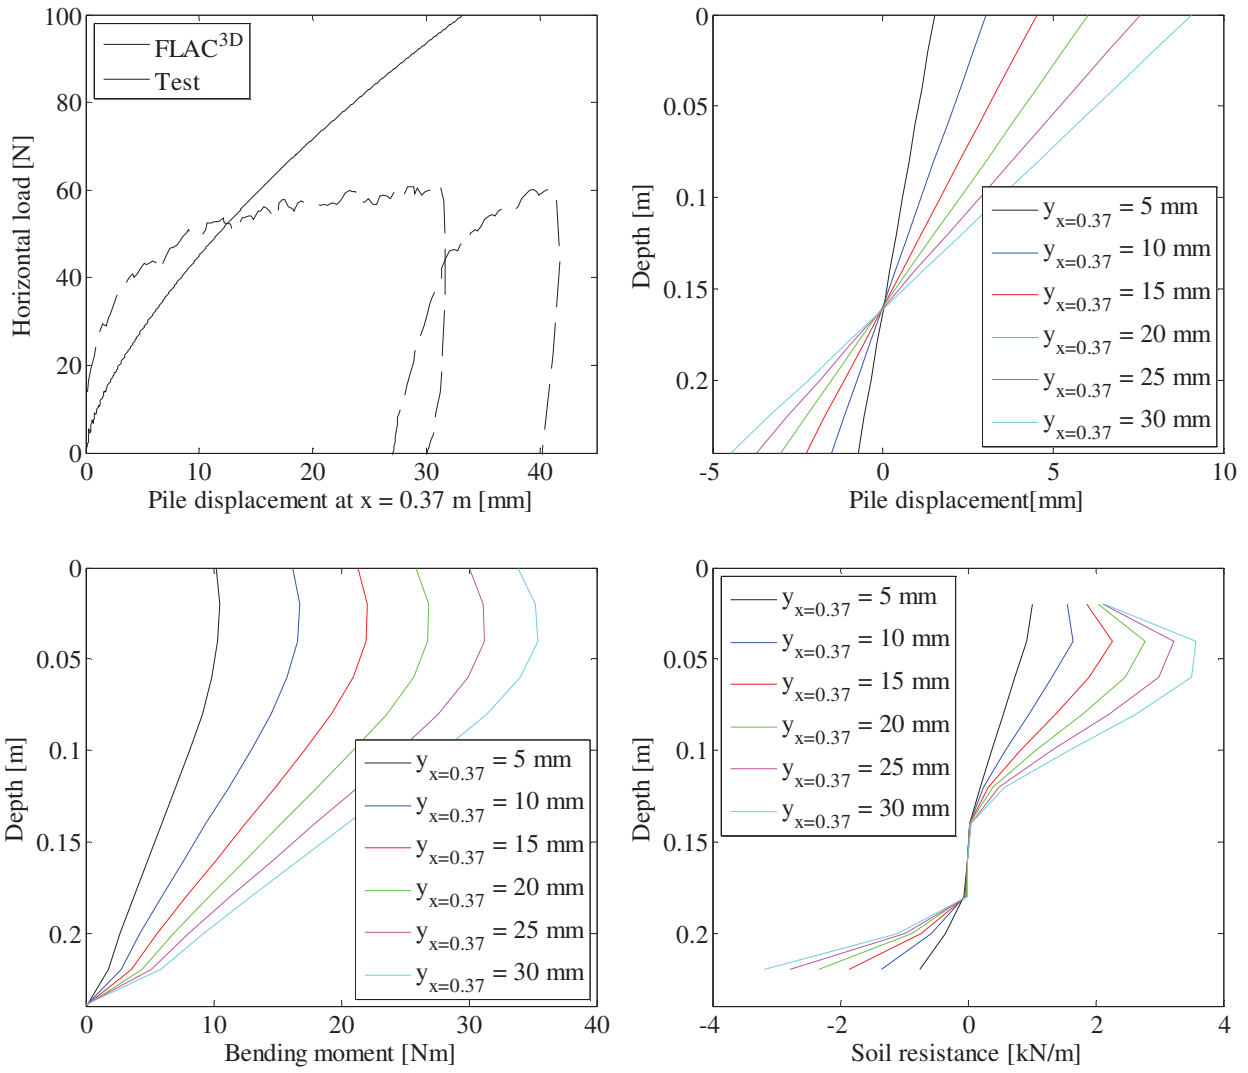 100
80
60
40
20
0
0
10
20
30
40
Horizontal load [N]
Pile displacement at x = 0.37 m [mm]
FLAC3D
Test
0
0.05
0.1
0.15
0.2
-5
0
5
10
Depth [m]
Pile displacement[mm]
yx=0.37 = 5 mm
yx=0.37 = 10 mm
yx=0.37 = 15 mm
yx=0.37 = 20 mm
yx=0.37 = 25 mm
yx=0.37 = 30 mm
0
0.05
0.1
0.15
0.2
0
10
20
30
40
Depth [m]
Bending moment [Nm]
yx=0.37 = 5 mm
yx=0.37 = 10 mm
yx=0.37 = 15 mm
yx=0.37 = 20 mm
yx=0.37 = 25 mm
yx=0.37 = 30 mm
0
0.05
0.1
0.15
0.2
-4
-2
0
2
4
Depth [m]
Soil resistance [kN/m]
yx=0.37 = 5 mm
yx=0.37 = 10 mm
yx=0.37 = 15 mm
yx=0.37 = 20 mm
yx=0.37 = 25 mm
yx=0.37 = 30 mm